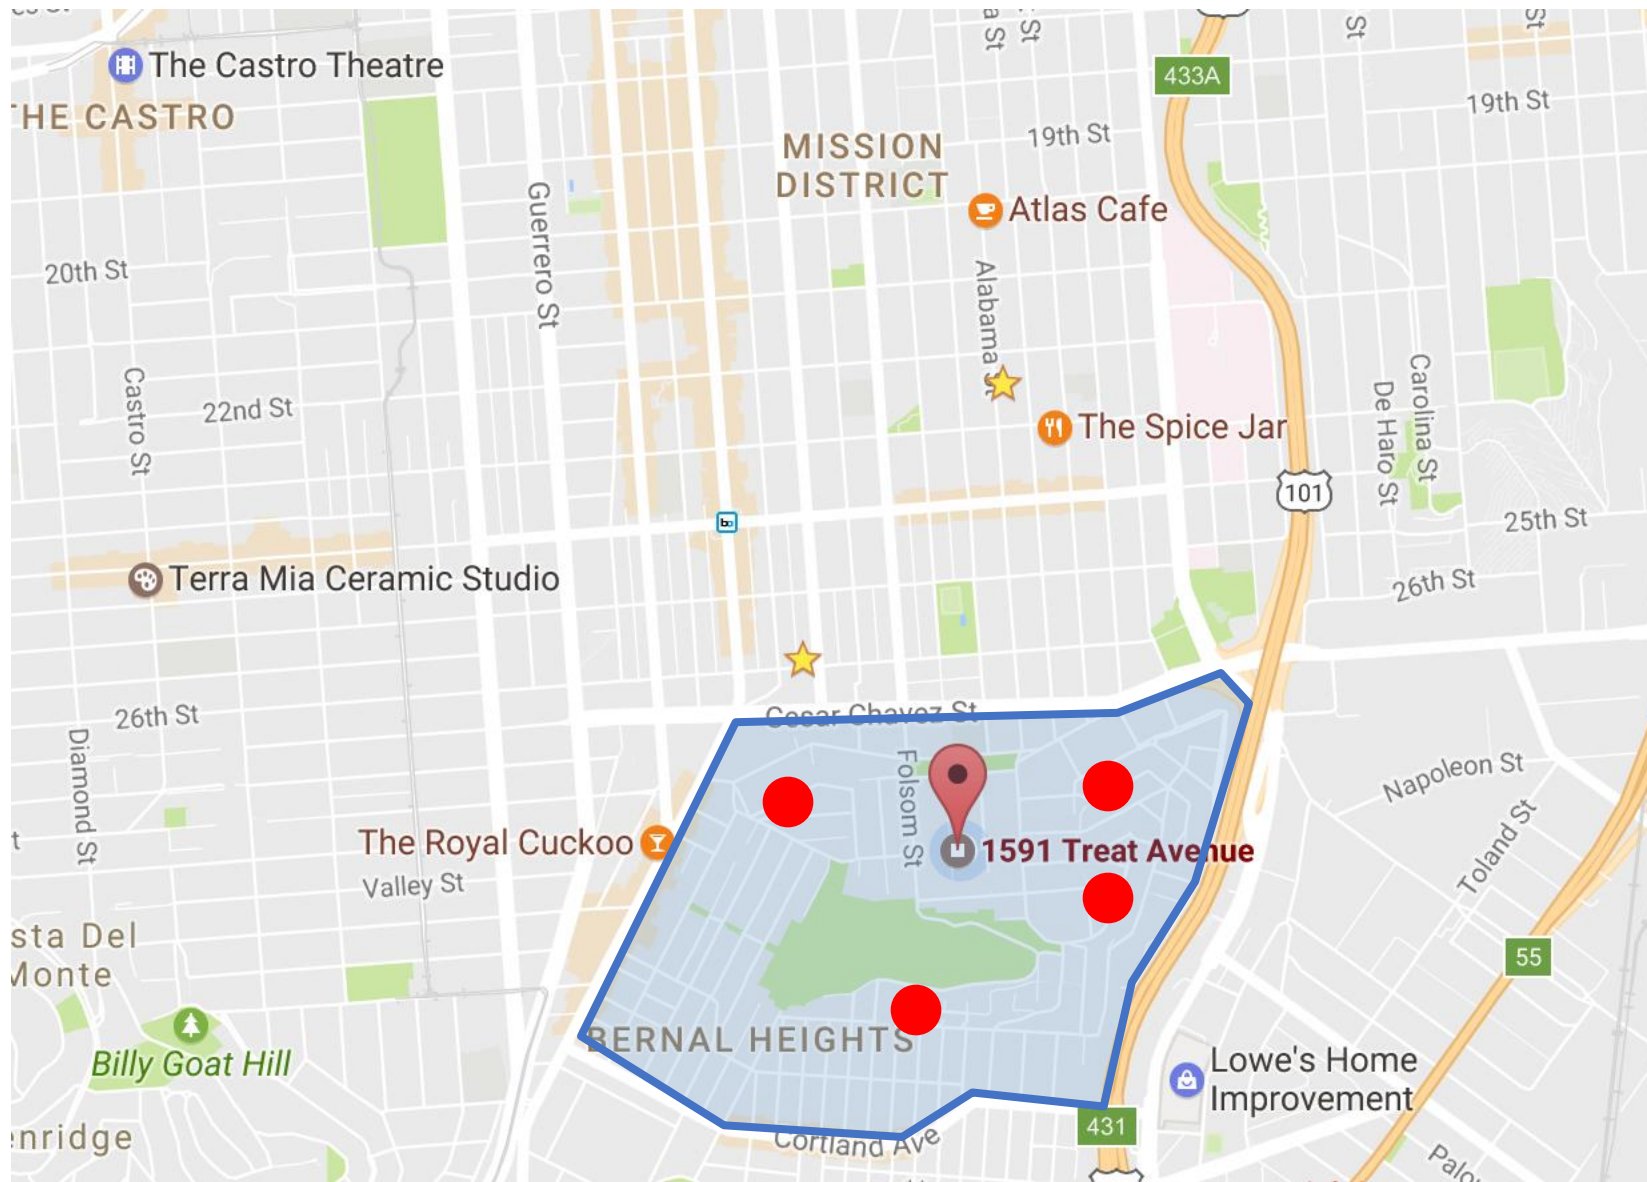 The Castro Theatre
THE CASTRO
433A
19th St
19th St
MISSION
DISTRICT
Atlas Cafe
Guerrero St
Alabama St
20th St
Castro St
22nd St
The Spice Jar
Carolina St
De Haro St
101
25th St
26th St
Terra Mia Ceramic Studio
26th St
Cesar Chavez St
Diamond St
Folsom St
Napoleon St
Toland St
The Royal Cuckoo
1591 Treat Avenue
Valley St
sta Del
Monte
55
BERNAL HEIGHTS
Billy Goat Hill
Lowe's Home
Improvement
431
Cortland Ave
enridge
Palou